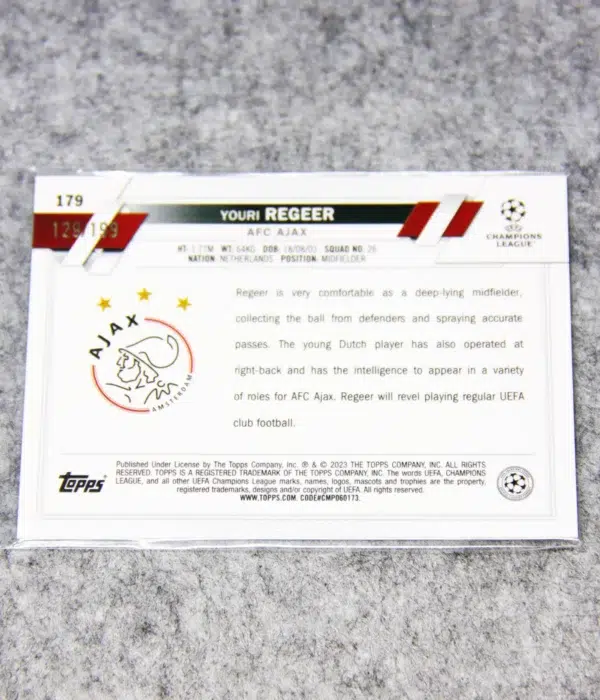 179
129/199
YOURI REGEER
AFC AJAX
HT: 1.77M WT: 64KG DOB: 18/08/03 SQUAD NO. 26
NATION: NETHERLANDS POSITION: MIDFIELDER
CHAMPIONS
LEAGUE
AJAX
AMSTERDAM
Regeer is very comfortable as a deep-lying midfielder,
collecting the ball from defenders and spraying accurate
passes. The young Dutch player has also operated at
right-back and has the intelligence to appear in a variety
of roles for AFC Ajax. Regeer will revel playing regular UEFA
club football.
Topps
Published Under License by The Topps Company, Inc. ® & © 2023 THE TOPPS COMPANY, INC. ALL RIGHTS
RESERVED. TOPPS IS A REGISTERED TRADEMARK OF THE TOPPS COMPANY, INC. The words UEFA, CHAMPIONS
LEAGUE, and all other UEFA Champions League marks, names, logos, mascots and trophies are the property,
registered trademarks, designs and/or copyright of UEFA. All rights reserved.
WWW.TOPPS.COM. CODE#CMP060173.